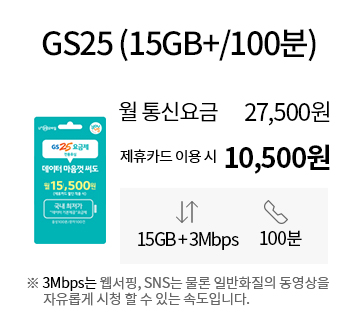 GS25 (15GB+/100분)
월 통신요금 27,500원
제휴카드 이용 시 10,500원
GS25 요금제
데이터 마음껏 써도
월15,500원
국내 최저가
15GB+3Mbps 100분
※ 3Mbps는 웹서핑, SNS는 물론 일반화질의 동영상을
자유롭게 시청 할 수 있는 속도입니다.